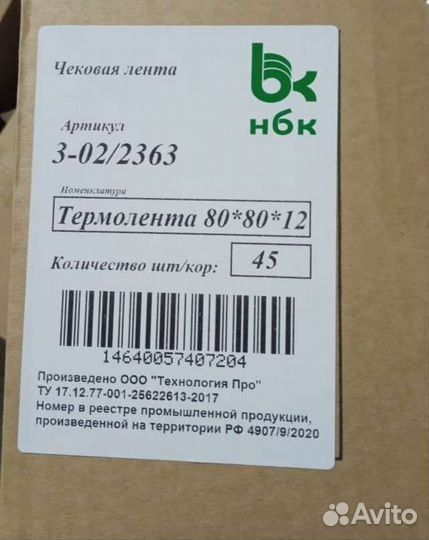 Чековая лента
нбк
Артикул
3-02/2363
Номенклатура
Термолента 80*80*12
Количество шт/кор: 45
14640057407204
Произведено ООО "Технология Про"
ТУ 17.12.77-001-25622613-2017
Номер в реестре промышленной продукции,
произведенной на территории РФ 4907/9/2020
Avito